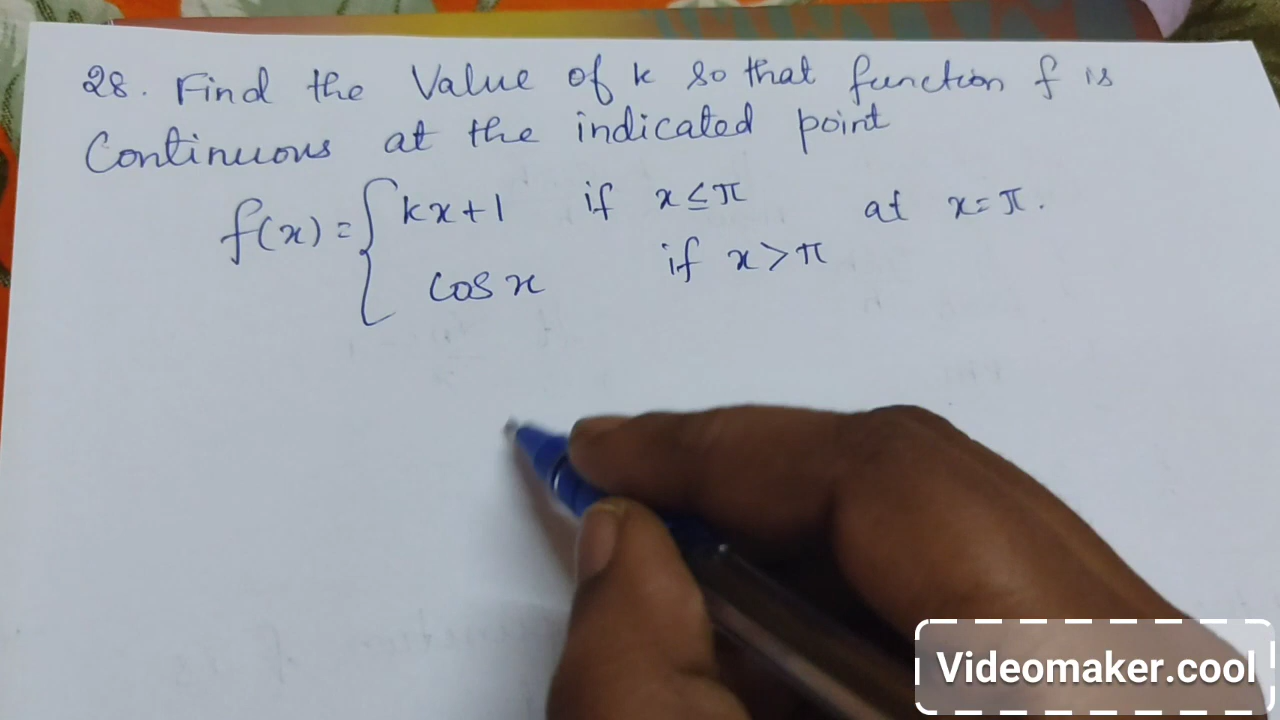 28. Find the Value of k so that function f is
Continuous at the indicated point
f(x) = { kx+1 if x ≤ π at x = π.
cos x if x > π
Videomaker.cool